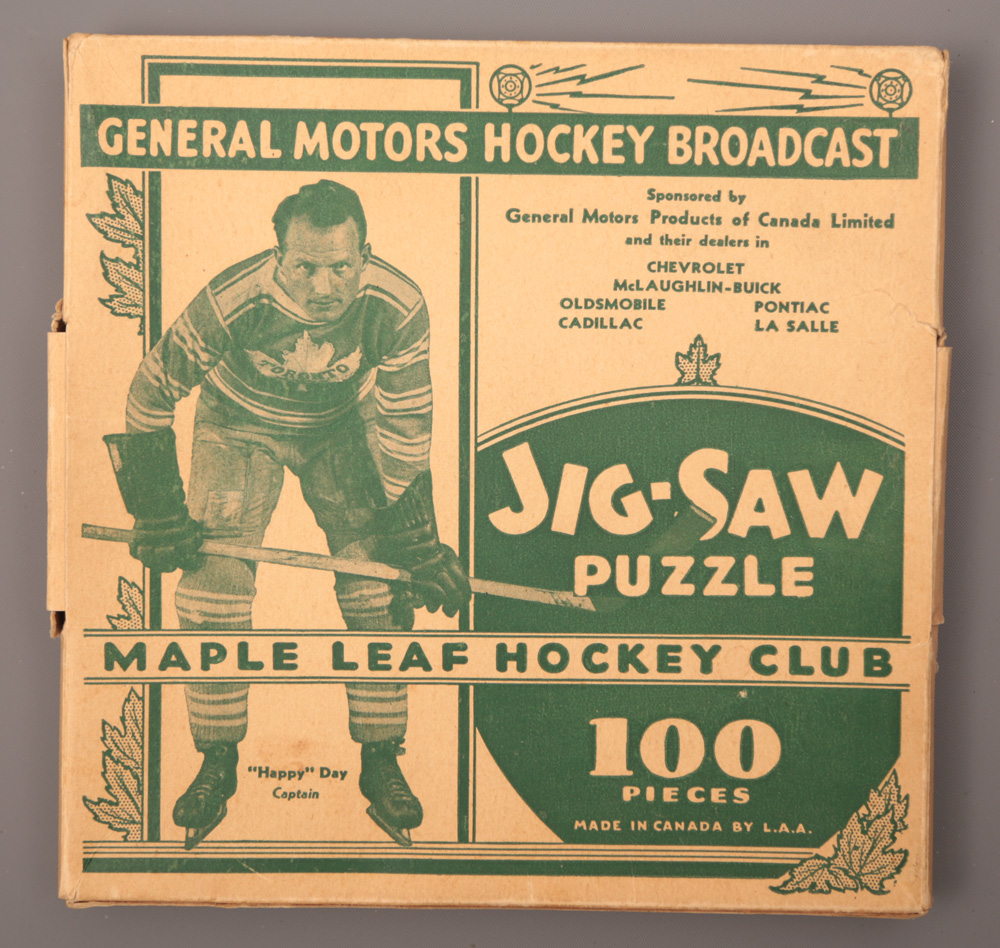 GENERAL MOTORS HOCKEY BROADCAST
Sponsored by
General Motors Products of Canada Limited
and their dealers in
CHEVROLET
McLAUGHLIN-BUICK
OLDSMOBILE PONTIAC
CADILLAC LA SALLE
TORONTO
JIG-SAW
PUZZLE
MAPLE LEAF HOCKEY CLUB
"Happy" Day
Captain
100
PIECES
MADE IN CANADA BY L.A.A.